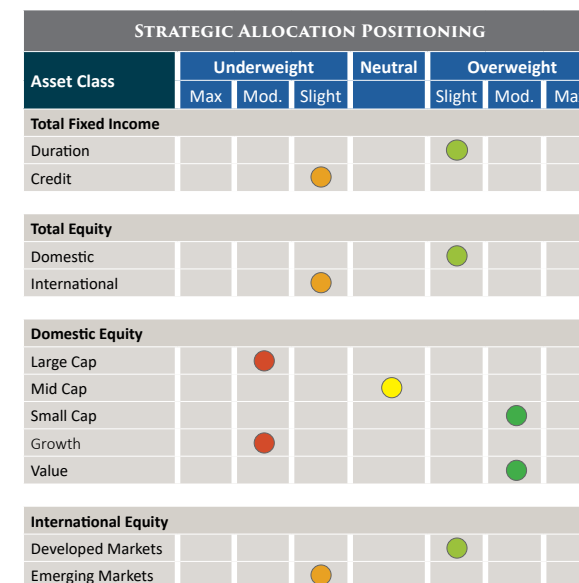 Strategic Allocation Positioning
Asset Class Underweight Neutral Overweight
Max Mod. Slight Slight Mod. Ma
Total Fixed Income
Duration
Credit
Total Equity
Domestic
International
Domestic Equity
Large Cap
Mid Cap
Small Cap
Growth
Value
International Equity
Developed Markets
Emerging Markets